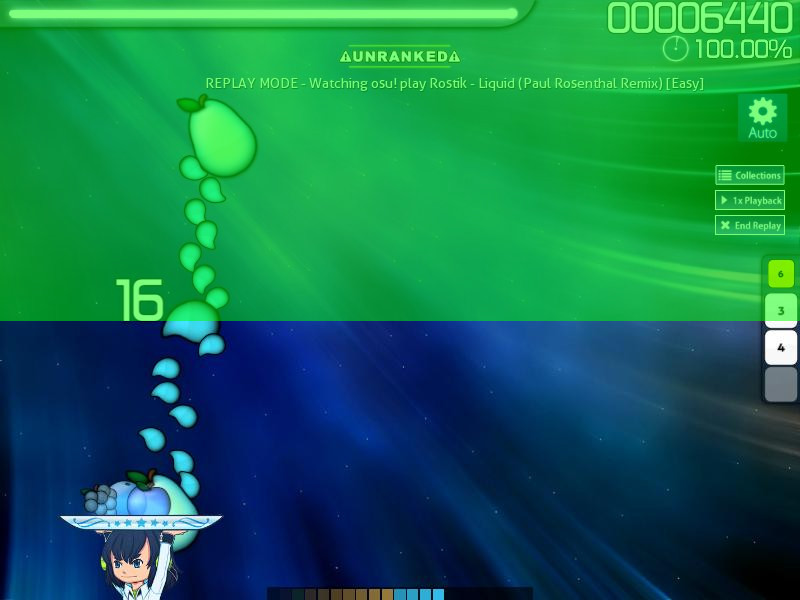 00006440
100.00%
⚠UNRANKED⚠
REPLAY MODE - Watching osu! play Rostik - Liquid (Paul Rosenthal Remix) [Easy]
Auto
Collections
1x Playback
End Replay
6
16
3
4